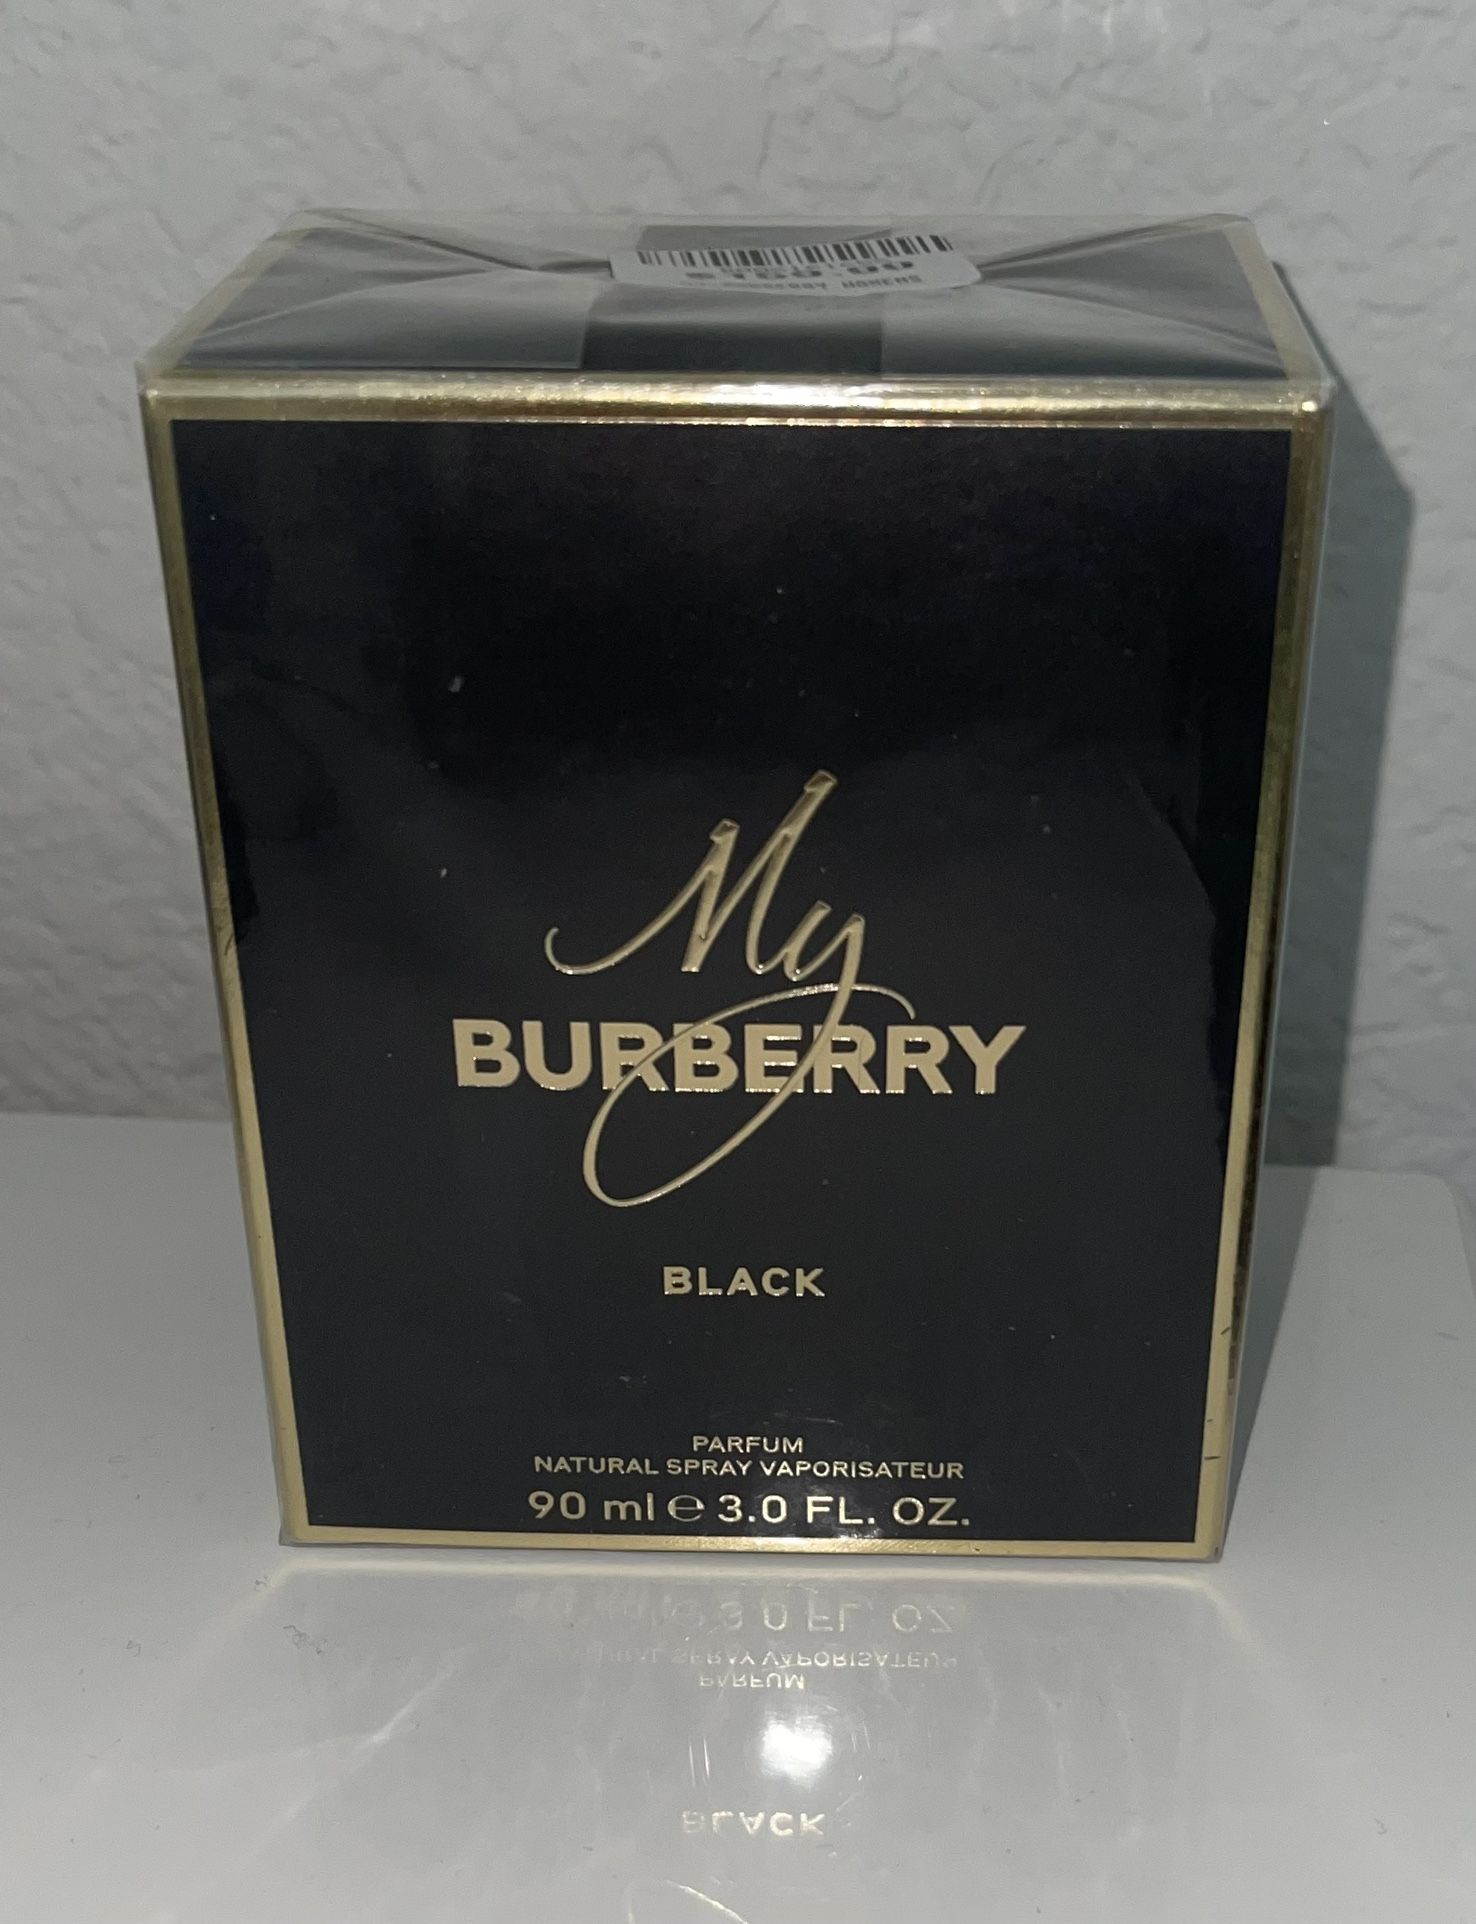 My
BURBERRY
BLACK
PARFUM
NATURAL SPRAY VAPORISATEUR
90 ml ℮ 3.0 FL. OZ.